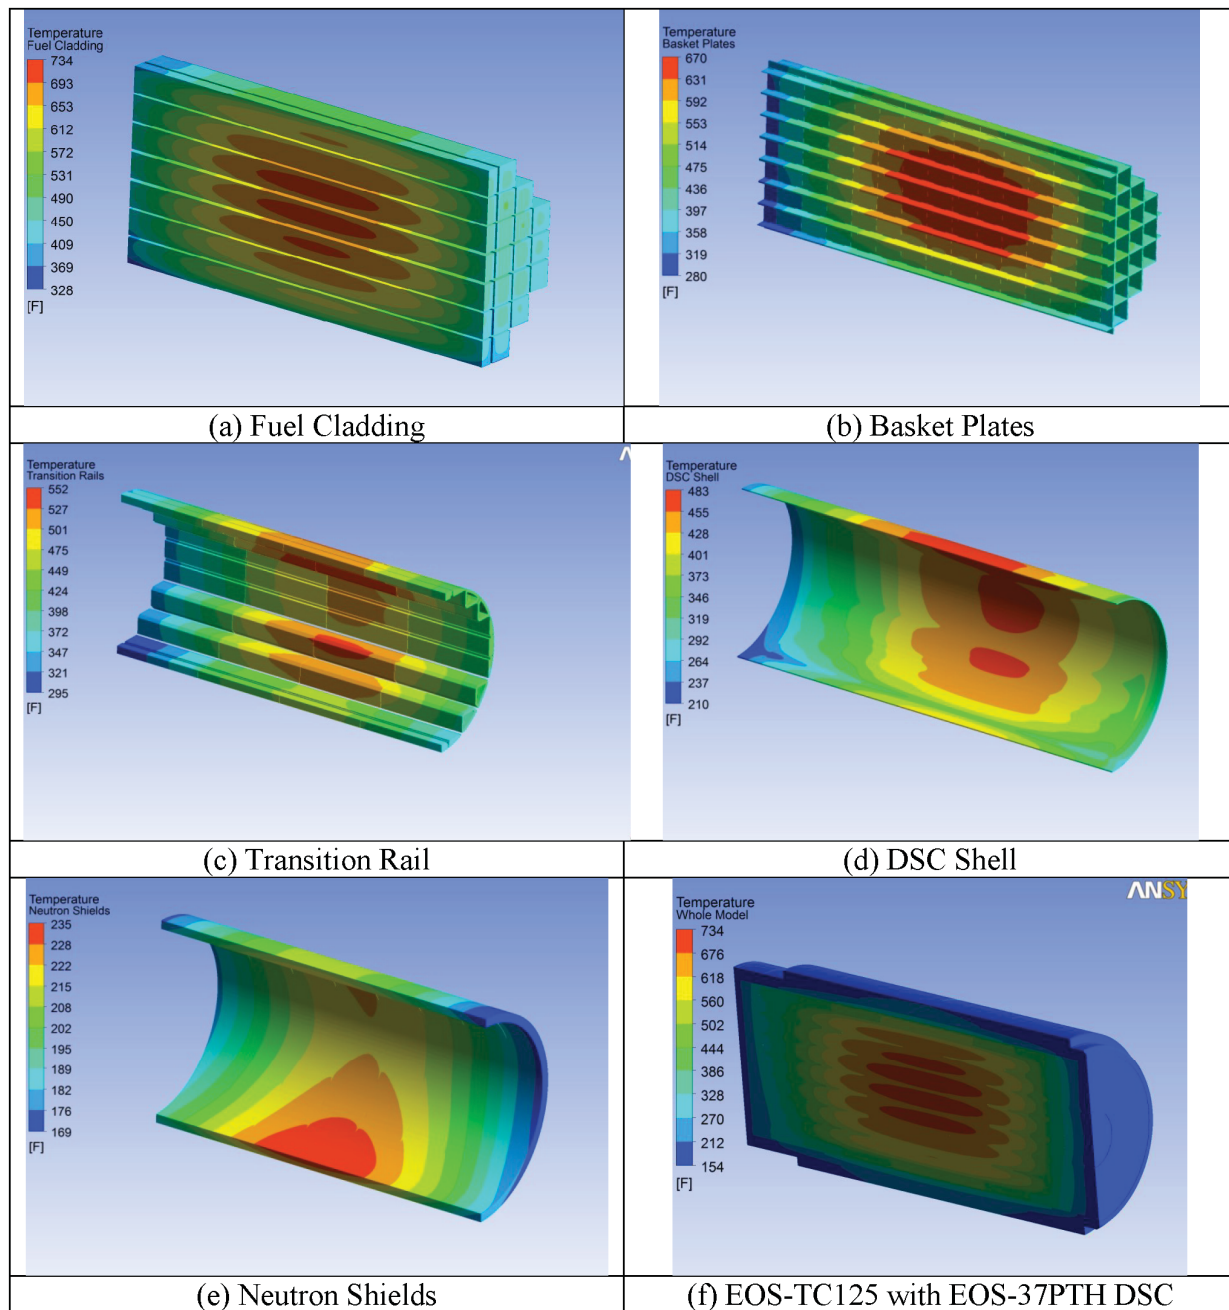 Temperature
Fuel Cladding
734
693
653
612
572
531
490
450
409
369
328
[F]
(a) Fuel Cladding
Temperature
Basket Plates
670
631
592
553
514
475
436
397
358
319
280
[F]
(b) Basket Plates
Temperature
Transition Rails
552
527
501
475
449
424
398
372
347
321
295
[F]
(c) Transition Rail
Temperature
DSC Shell
483
455
428
401
373
346
319
292
264
237
210
[F]
(d) DSC Shell
Temperature
Neutron Shields
235
228
222
215
208
202
195
189
182
176
169
[F]
(e) Neutron Shields
ANSY
Temperature
Whole Model
734
676
618
560
502
444
386
328
270
212
154
[F]
(f) EOS-TC125 with EOS-37PTH DSC